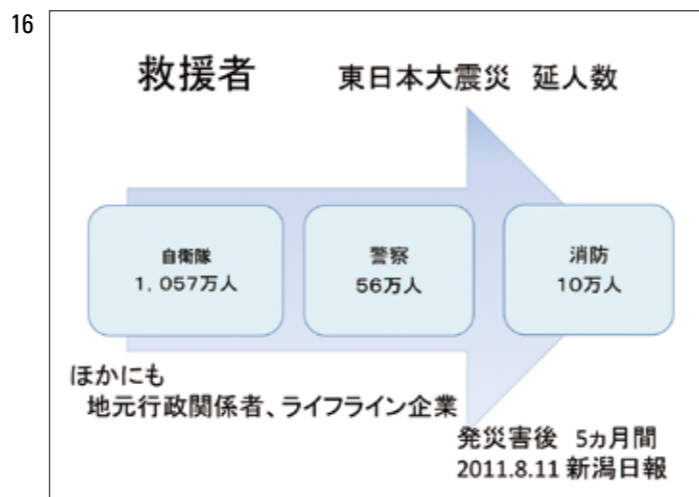 16
救援者 東日本大震災 延人数
自衛隊
1，057万人
警察
56万人
消防
10万人
ほかにも
地元行政関係者、ライフライン企業
発災害後 5ヵ月間
2011.8.11 新潟日報